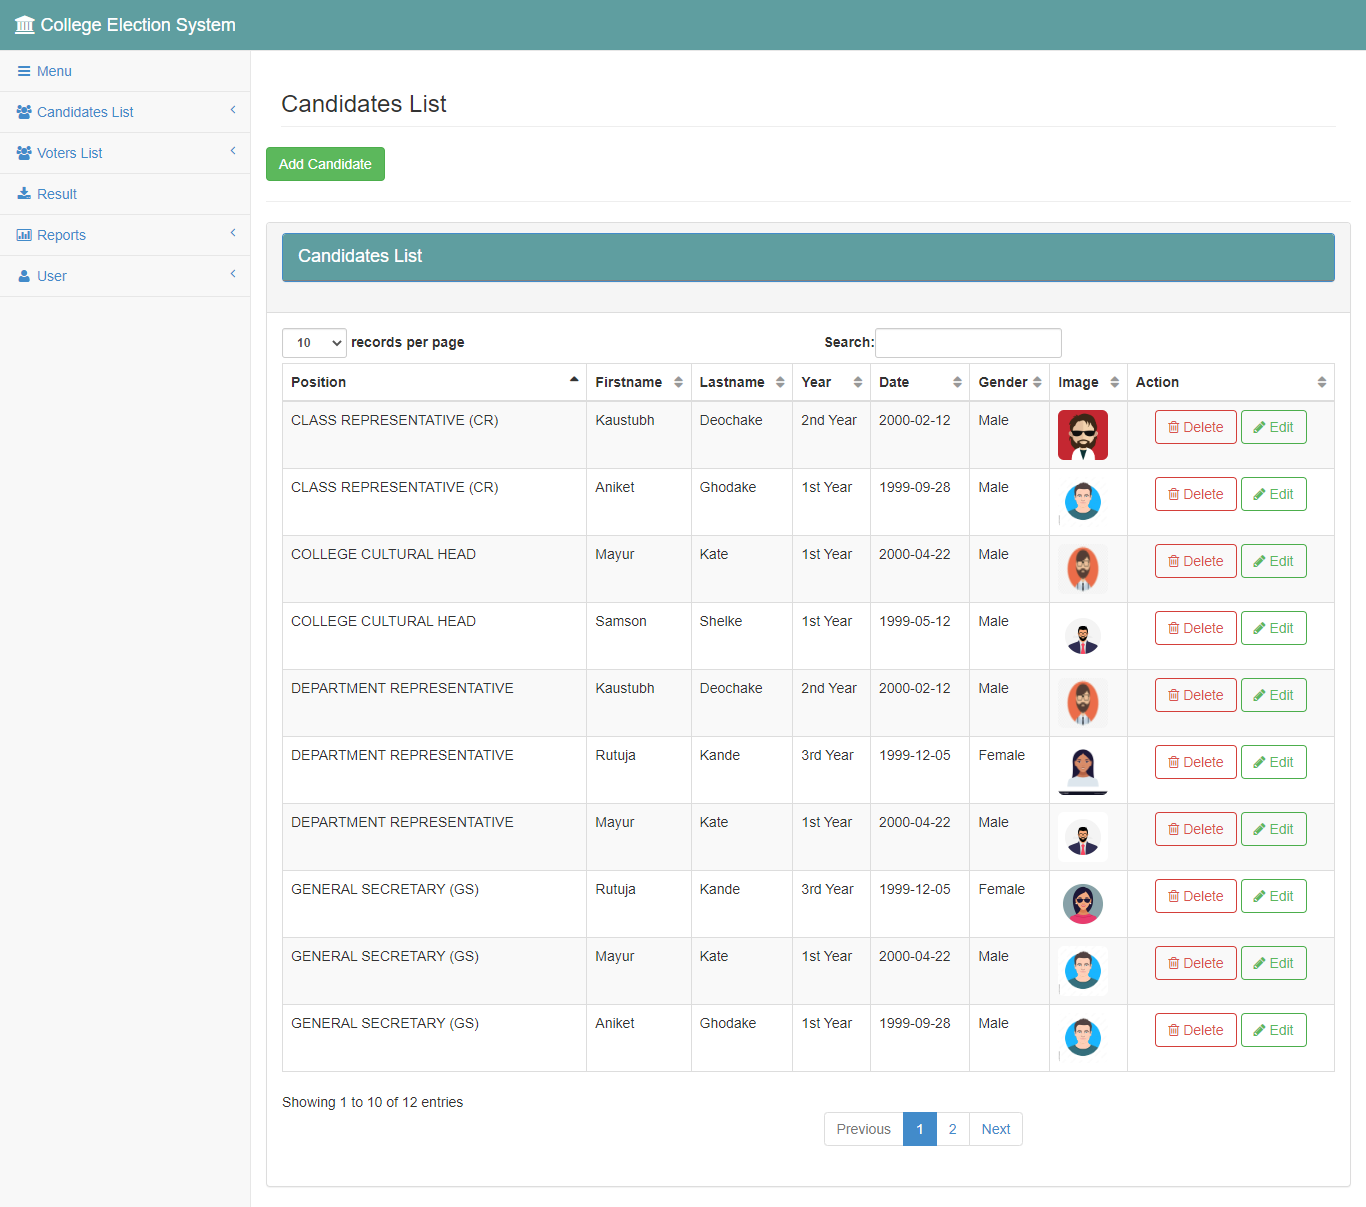 College Election System
Menu
Candidates List
Voters List
Result
Reports
User
Candidates List
Add Candidate
Candidates List
10 records per page Search:
Position Firstname Lastname Year Date Gender Image Action
CLASS REPRESENTATIVE (CR) Kaustubh Deochake 2nd Year 2000-02-12 Male Delete Edit
CLASS REPRESENTATIVE (CR) Aniket Ghodake 1st Year 1999-09-28 Male Delete Edit
COLLEGE CULTURAL HEAD Mayur Kate 1st Year 2000-04-22 Male Delete Edit
COLLEGE CULTURAL HEAD Samson Shelke 1st Year 1999-05-12 Male Delete Edit
DEPARTMENT REPRESENTATIVE Kaustubh Deochake 2nd Year 2000-02-12 Male Delete Edit
DEPARTMENT REPRESENTATIVE Rutuja Kande 3rd Year 1999-12-05 Female Delete Edit
DEPARTMENT REPRESENTATIVE Mayur Kate 1st Year 2000-04-22 Male Delete Edit
GENERAL SECRETARY (GS) Rutuja Kande 3rd Year 1999-12-05 Female Delete Edit
GENERAL SECRETARY (GS) Mayur Kate 1st Year 2000-04-22 Male Delete Edit
GENERAL SECRETARY (GS) Aniket Ghodake 1st Year 1999-09-28 Male Delete Edit
Showing 1 to 10 of 12 entries
Previous 1 2 Next